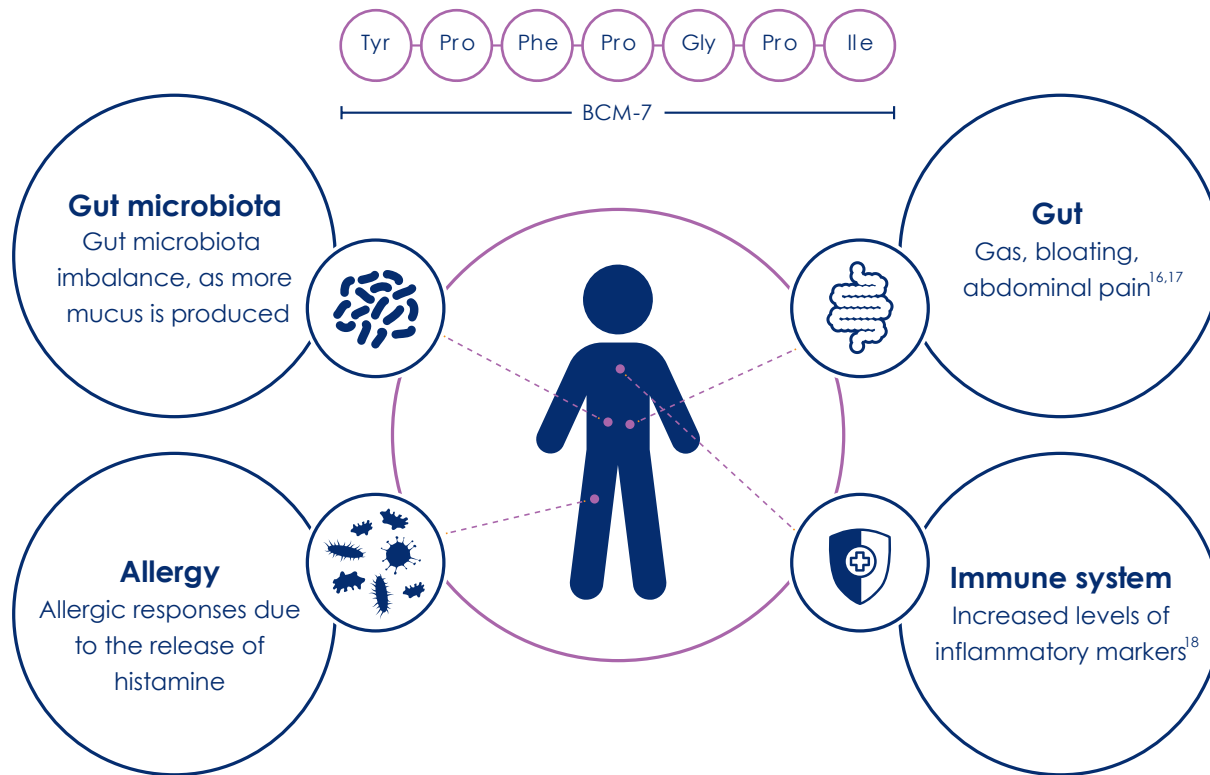 Tyr Pro Phe Pro Gly Pro Ile
BCM-7
Gut microbiota
Gut microbiota
imbalance, as more
mucus is produced
Gut
Gas, bloating,
abdominal pain16,17
Allergy
Allergic responses due
to the release of
histamine
Immune system
Increased levels of
inflammatory markers18